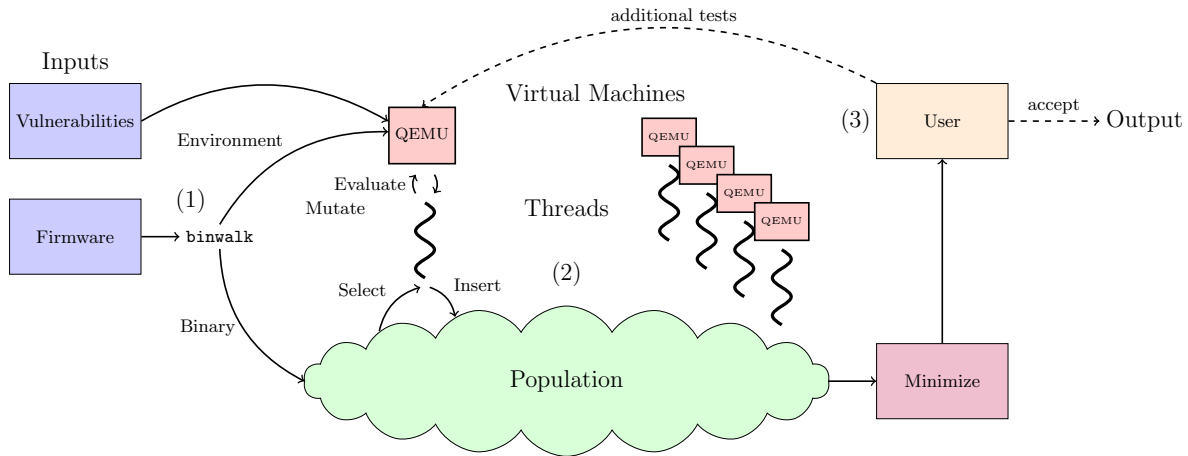 additional tests
Inputs
Virtual Machines
Vulnerabilities
QEMU
(3)
User
accept
Output
Environment
QEMU
QEMU
QEMU
QEMU
Evaluate
Mutate
(1)
Threads
Firmware
binwalk
(2)
Select
Insert
Binary
Population
Minimize